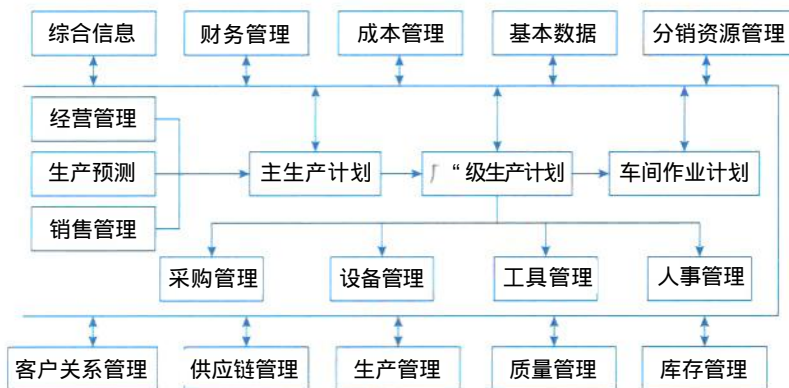 综合信息
财务管理
成本管理
基本数据
分销资源管理
经营管理
生产预测
销售管理
主生产计划
厂“级生产计划
车间作业计划
采购管理
设备管理
工具管理
人事管理
客户关系管理
供应链管理
生产管理
质量管理
库存管理